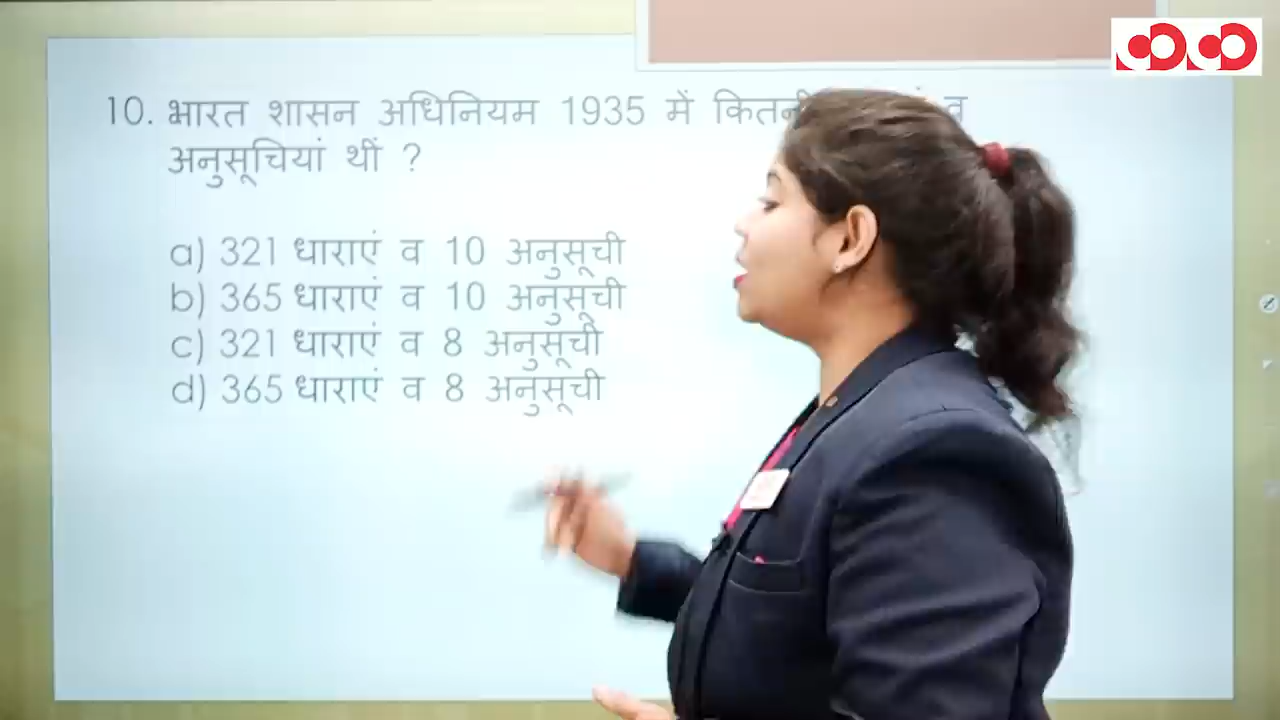 10. भारत शासन अधिनियम 1935 में व
अनुसूचियां थीं ?
a) 321 धाराएं व 10 अनुसूची
b) 365 धाराएं व 10 अनुसूची
c) 321 धाराएं व 8 अनुसूची
d) 365 धाराएं व 8 अनुसूची